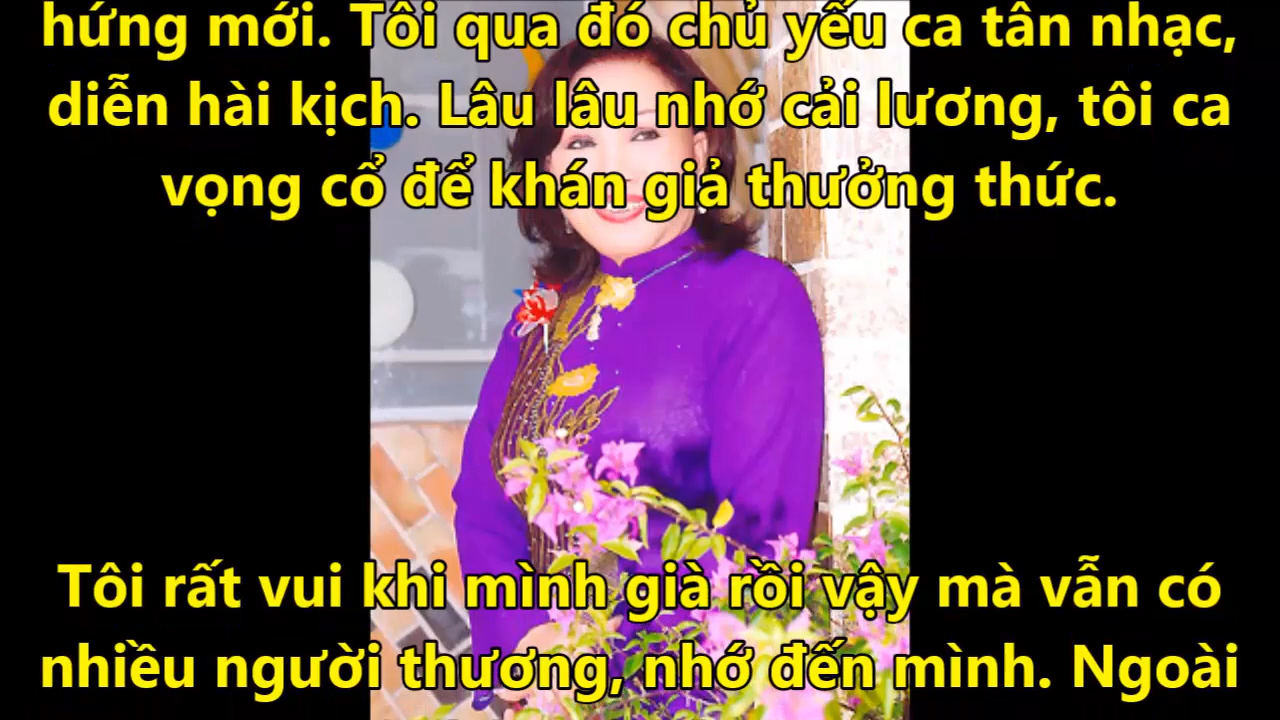 hứng mới. Tôi qua đó chủ yếu ca tân nhạc,
diễn hài kịch. Lâu lâu nhớ cải lương, tôi ca
vọng cổ để khán giả thưởng thức.
Tôi rất vui khi mình già rồi vậy mà vẫn có
nhiều người thương, nhớ đến mình. Ngoài